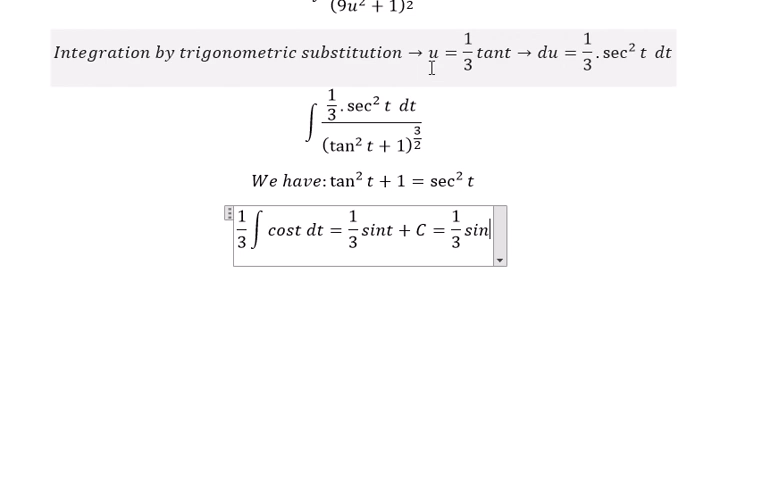 (9u² + 1)2
Integration by trigonometric substitution → u = 1/3 tant → du = 1/3 . sec² t dt
∫ (1/3 . sec² t dt)/((tan² t + 1)^(3/2))
We have: tan² t + 1 = sec² t
1/3 ∫ cost dt = 1/3 sint + C = 1/3 sin